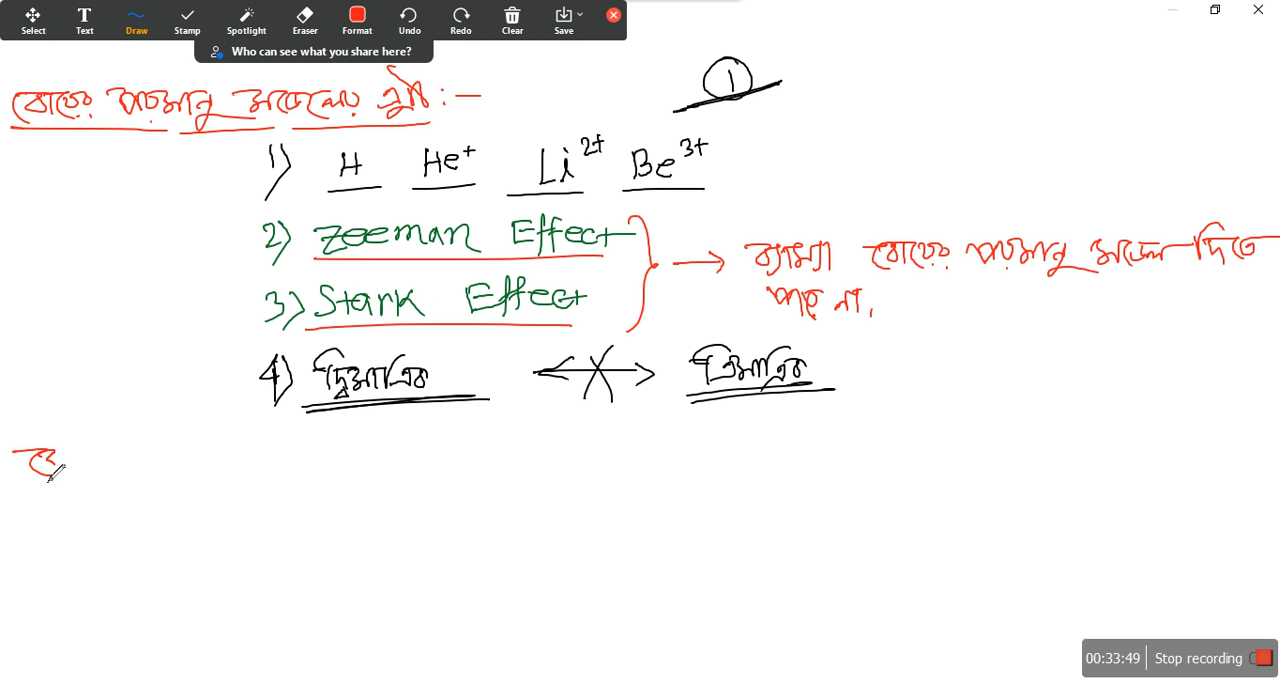 Select Text Draw Stamp Spotlight Eraser Format Undo Redo Clear Save
Who can see what you share here?
1
বোরের পরমানু মডেলের ত্রুটি :-
1) H He+ Li2+ Be3+
2) Zeeman Effect
3) Stark Effect
→ ব্যাখ্যা বোরের পরমানু মডেল দিতে
পারে না।
4) দ্বিমাত্রিক ত্রিমাত্রিক
00:33:49 Stop recording